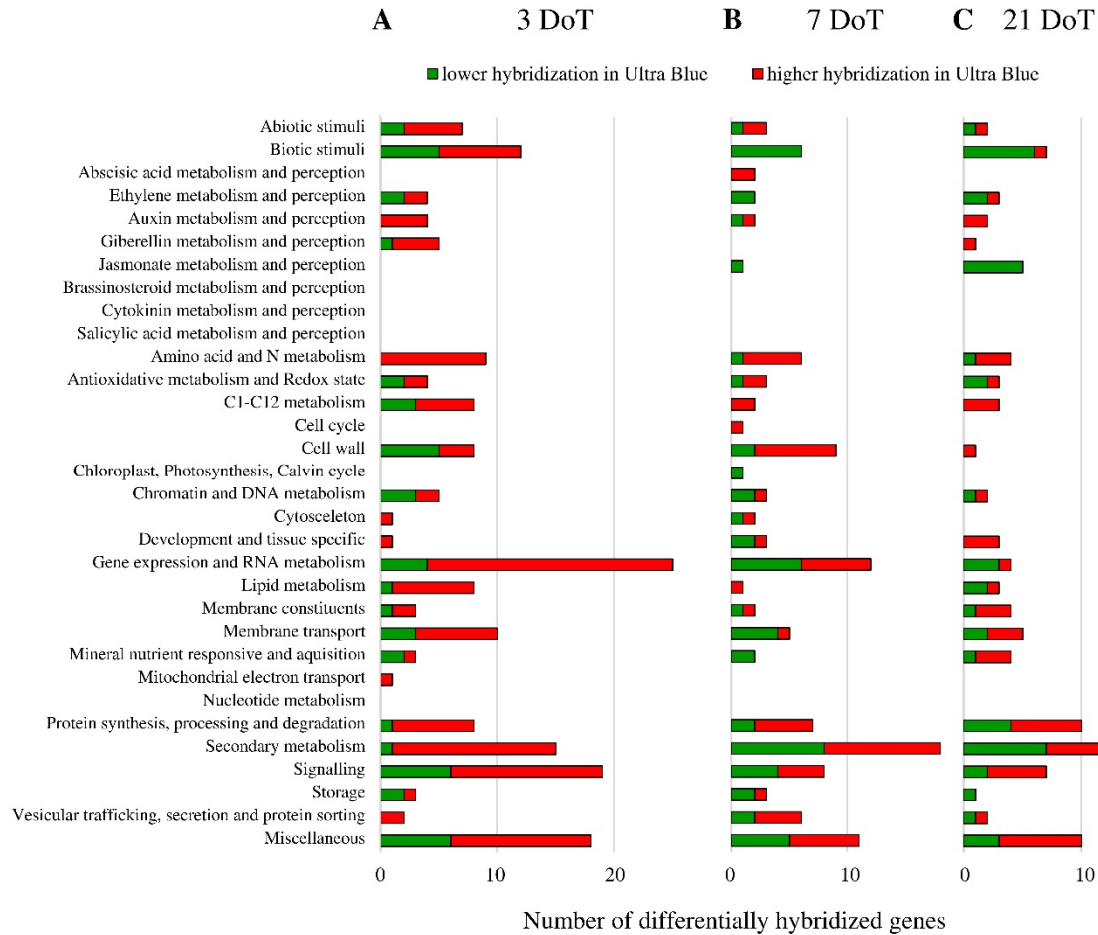 A 3 DoT B 7 DoT C 21 DoT
lower hybridization in Ultra Blue higher hybridization in Ultra Blue
Abiotic stimuli
Biotic stimuli
Abscisic acid metabolism and perception
Ethylene metabolism and perception
Auxin metabolism and perception
Giberellin metabolism and perception
Jasmonate metabolism and perception
Brassinosteroid metabolism and perception
Cytokinin metabolism and perception
Salicylic acid metabolism and perception
Amino acid and N metabolism
Antioxidative metabolism and Redox state
C1-C12 metabolism
Cell cycle
Cell wall
Chloroplast, Photosynthesis, Calvin cycle
Chromatin and DNA metabolism
Cytosceleton
Development and tissue specific
Gene expression and RNA metabolism
Lipid metabolism
Membrane constituents
Membrane transport
Mineral nutrient responsive and aquisition
Mitochondrial electron transport
Nucleotide metabolism
Protein synthesis, processing and degradation
Secondary metabolism
Signalling
Storage
Vesicular trafficking, secretion and protein sorting
Miscellaneous
0 10 20 0 10 0 10
Number of differentially hybridized genes